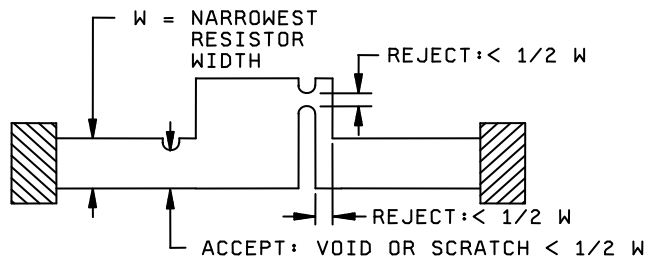 W = NARROWEST
RESISTOR
WIDTH
REJECT:< 1/2 W
REJECT:< 1/2 W
ACCEPT: VOID OR SCRATCH < 1/2 W